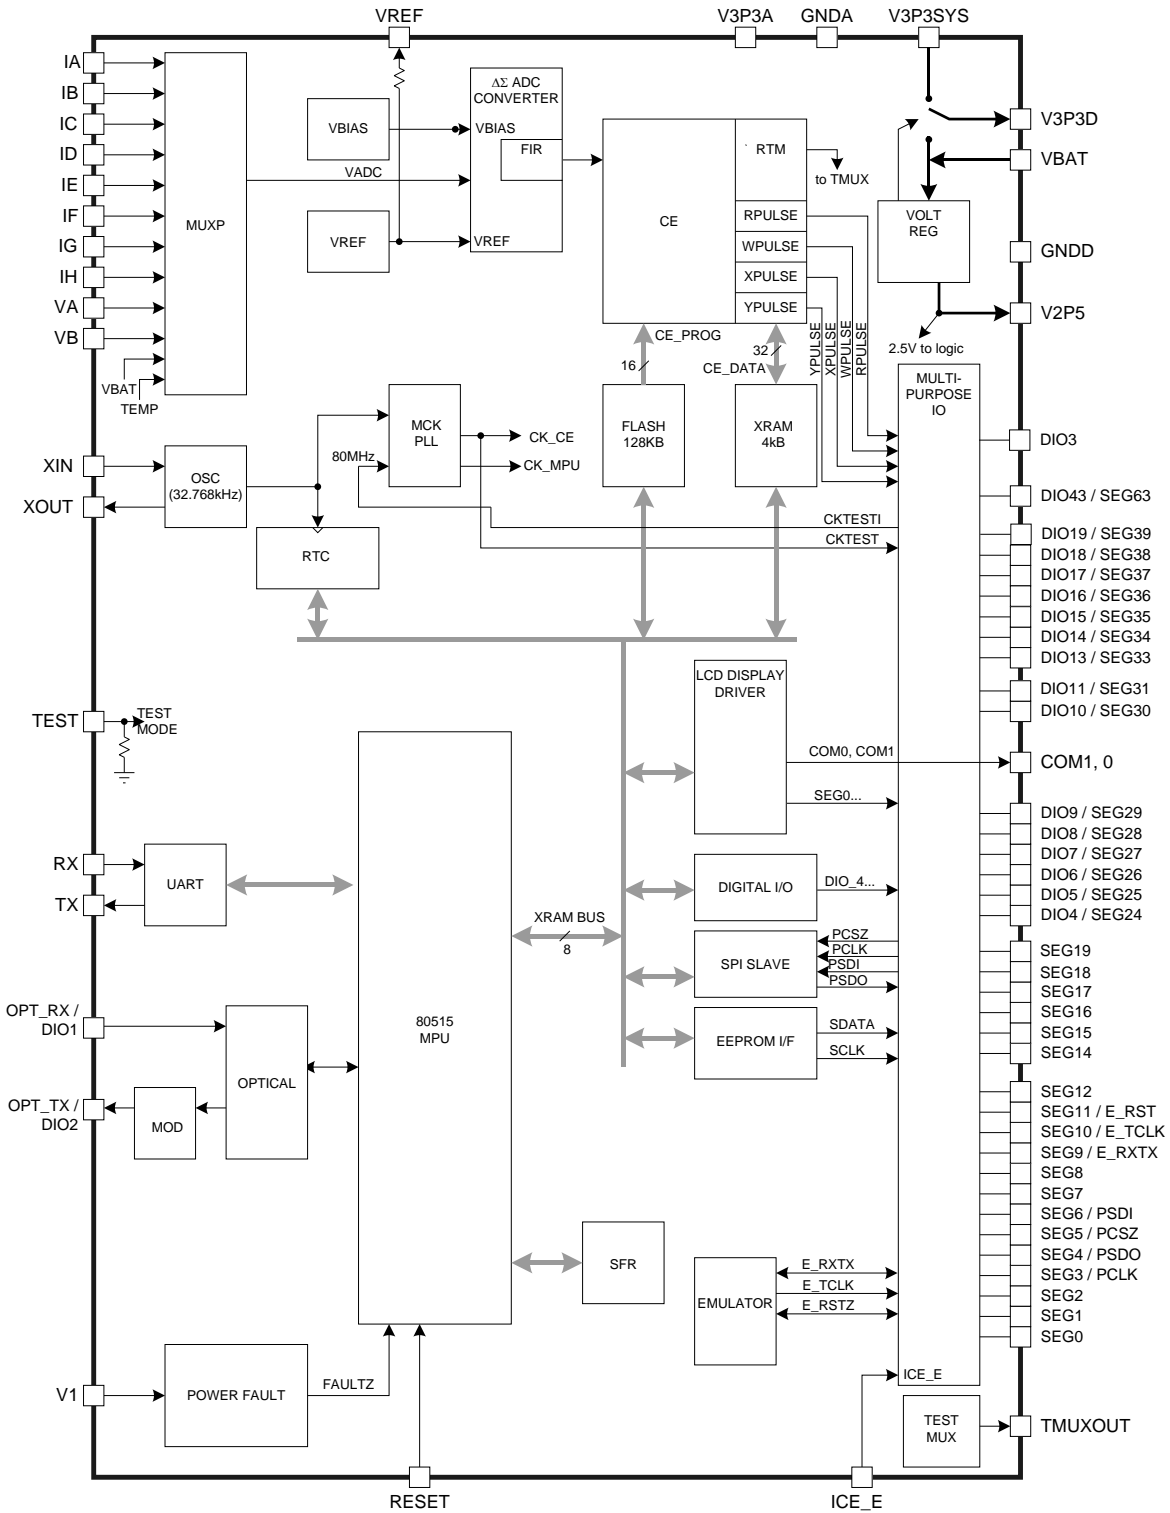 VREF
V3P3A
GNDA
V3P3SYS
IA
IB
IC
ID
IE
IF
IG
IH
VA
VB
VBAT
TEMP
MUXP
VBIAS
VADC
VREF
ΔΣ ADC
CONVERTER
VBIAS
FIR
VREF
CE
RTM
to TMUX
RPULSE
WPULSE
XPULSE
YPULSE
YPULSE
XPULSE
WPULSE
RPULSE
VOLT
REG
2.5V to logic
V3P3D
VBAT
GNDD
V2P5
CE_PROG
16
32
CE_DATA
FLASH
128KB
XRAM
4kB
MULTI-
PURPOSE
IO
MCK
PLL
80MHz
CK_CE
CK_MPU
XIN
XOUT
OSC
(32.768kHz)
RTC
CKTESTI
CKTEST
DIO3
DIO43 / SEG63
DIO19 / SEG39
DIO18 / SEG38
DIO17 / SEG37
DIO16 / SEG36
DIO15 / SEG35
DIO14 / SEG34
DIO13 / SEG33
DIO11 / SEG31
DIO10 / SEG30
COM1, 0
DIO9 / SEG29
DIO8 / SEG28
DIO7 / SEG27
DIO6 / SEG26
DIO5 / SEG25
DIO4 / SEG24
SEG19
SEG18
SEG17
SEG16
SEG15
SEG14
SEG12
SEG11 / E_RST
SEG10 / E_TCLK
SEG9 / E_RXTX
SEG8
SEG7
SEG6 / PSDI
SEG5 / PCSZ
SEG4 / PSDO
SEG3 / PCLK
SEG2
SEG1
SEG0
TMUXOUT
LCD DISPLAY
DRIVER
COM0, COM1
SEG0...
DIGITAL I/O
DIO_4...
SPI SLAVE
PCSZ
PCLK
PSDI
PSDO
EEPROM I/F
SDATA
SCLK
TEST
TEST
MODE
RX
TX
UART
XRAM BUS
8
80515
MPU
OPT_RX /
DIO1
OPTICAL
OPT_TX /
DIO2
MOD
SFR
EMULATOR
E_RXTX
E_TCLK
E_RSTZ
V1
POWER FAULT
FAULTZ
ICE_E
TEST
MUX
RESET
ICE_E